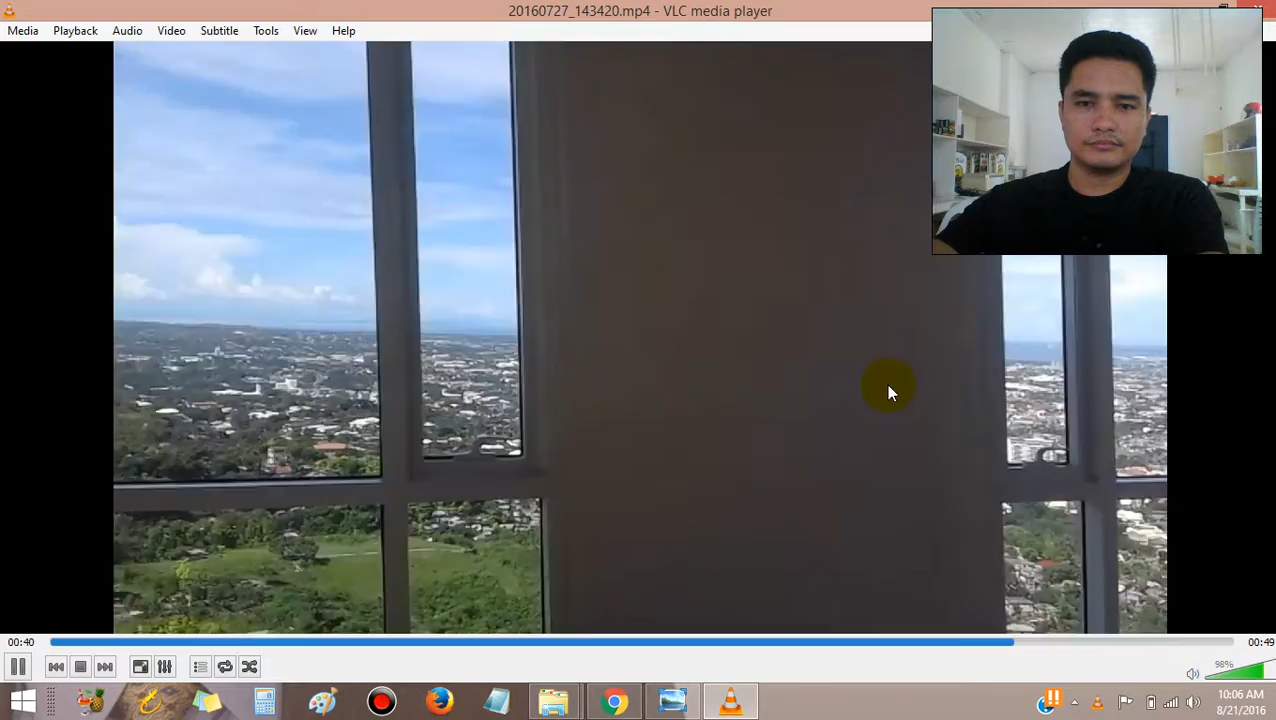 20160727_143420.mp4 - VLC media player
Media Playback Audio Video Subtitle Tools View Help
00:40
00:49
98%
10:06 AM
8/21/2016